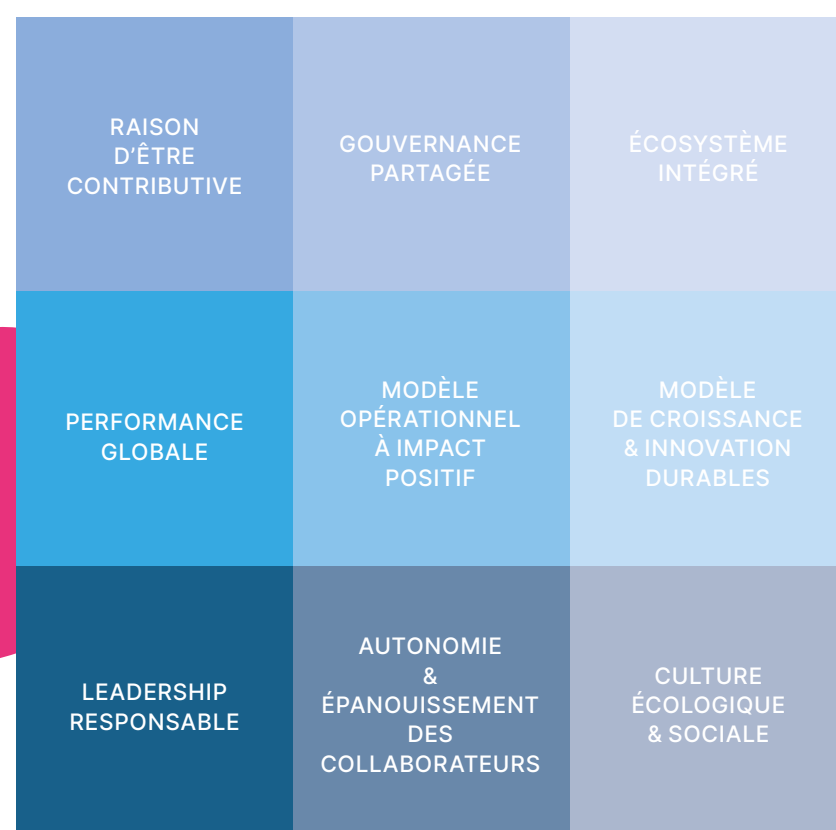 RAISON
D’ÊTRE
CONTRIBUTIVE
GOUVERNANCE
PARTAGÉE
ÉCOSYSTÈME
INTÉGRÉ
PERFORMANCE
GLOBALE
MODÈLE
OPÉRATIONNEL
À IMPACT
POSITIF
MODÈLE
DE CROISSANCE
& INNOVATION
DURABLES
LEADERSHIP
RESPONSABLE
AUTONOMIE
&
ÉPANOUISSEMENT
DES
COLLABORATEURS
CULTURE
ÉCOLOGIQUE
& SOCIALE